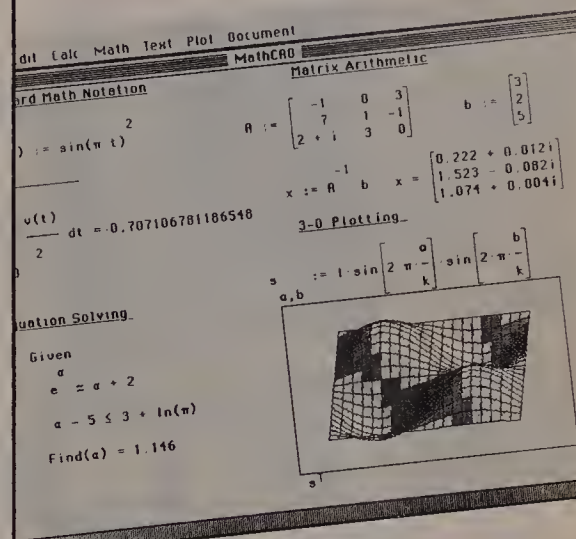 dit Calc Math Text Plot Document
MathCAD
ard Math Notation
) := sin(π t)
2
v(t)
2
dt = 0.707106781186548
uation Solving
Given
e
α
≈ α + 2
α - 5 ≤ 3 + ln(π)
Find(α) = 1.146
Matrix Arithmetic
A := [ -1 0 3
7 1 -1
2 + i 3 0 ]
b := [ 3
2
5 ]
x := A
-1
b
x = [ 0.222 + 0.012i
1.523 - 0.082i
1.074 + 0.004i ]
3-D Plotting
s
a,b
:= 1·sin[2·π·
a
k
]·sin[2·π·
b
k
]
s